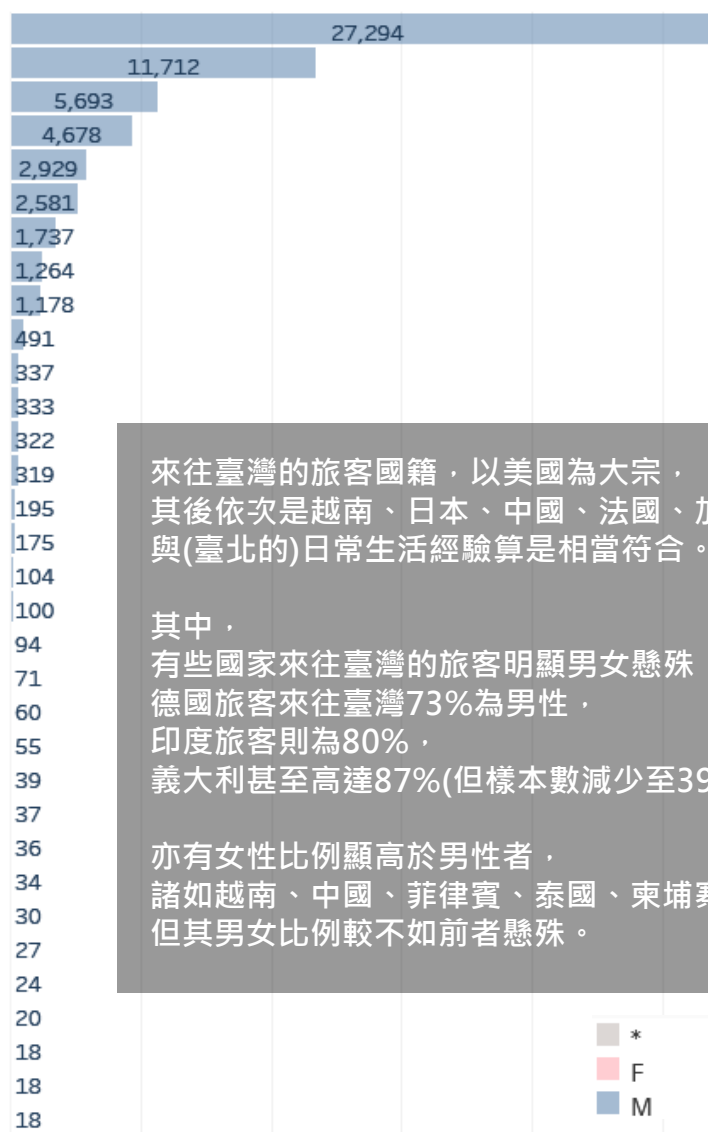 27,294
11,712
5,693
4,678
2,929
2,581
1,737
1,264
1,178
491
337
333
322
319
195
175
104
100
94
71
60
55
39
37
36
34
30
27
24
20
18
18
18
來往臺灣的旅客國籍，以美國為大宗，
其後依次是越南、日本、中國、法國、加
與(臺北的)日常生活經驗算是相當符合。
其中，
有些國家來往臺灣的旅客明顯男女懸殊
德國旅客來往臺灣73%為男性，
印度旅客則為80%，
義大利甚至高達87%(但樣本數減少至39
亦有女性比例顯高於男性者，
諸如越南、中國、菲律賓、泰國、柬埔寨
但其男女比例較不如前者懸殊。
*
F
M